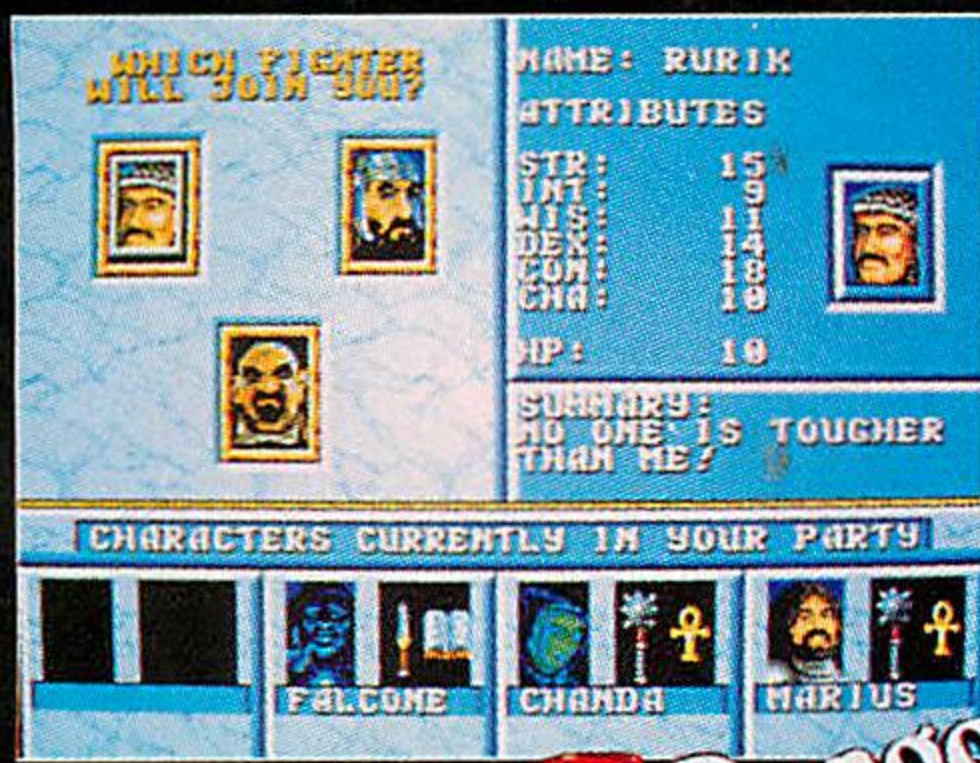 WHICH FIGHTER
WILL JOIN YOU?
NAME: RURIK
ATTRIBUTES
STR: 15
INT: 9
WIS: 11
DEX: 14
CON: 18
CHA: 10
HP: 10
SUMMARY:
NO ONE IS TOUGHER
THAN ME!
CHARACTERS CURRENTLY IN YOUR PARTY
FALCONE
CHANDA
MARIUS